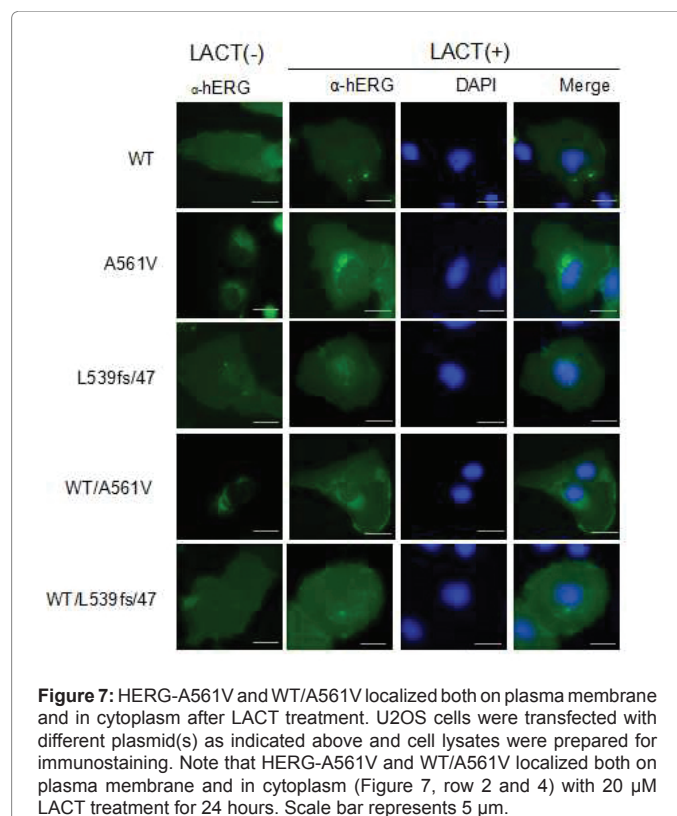 LACT(-) LACT(+)
α-hERG α-hERG DAPI Merge
WT
A561V
L539fs/47
WT/A561V
WT/L539fs/47
Figure 7: HERG-A561V and WT/A561V localized both on plasma membrane
and in cytoplasm after LACT treatment. U2OS cells were transfected with
different plasmid(s) as indicated above and cell lysates were prepared for
immunostaining. Note that HERG-A561V and WT/A561V localized both on
plasma membrane and in cytoplasm (Figure 7, row 2 and 4) with 20 μM
LACT treatment for 24 hours. Scale bar represents 5 μm.